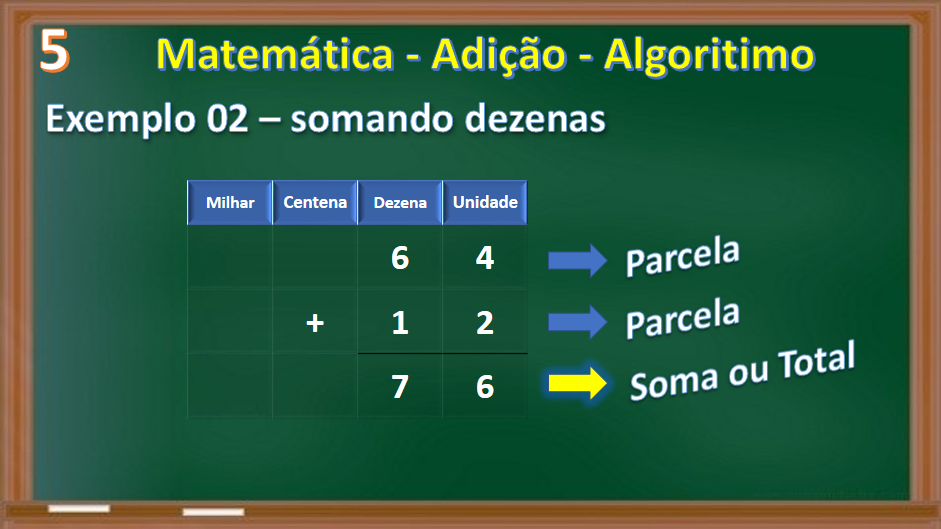 5
Matemática - Adição - Algoritimo
Exemplo 02 – somando dezenas
Milhar Centena Dezena Unidade
6 4 Parcela
+ 1 2 Parcela
7 6 Soma ou Total